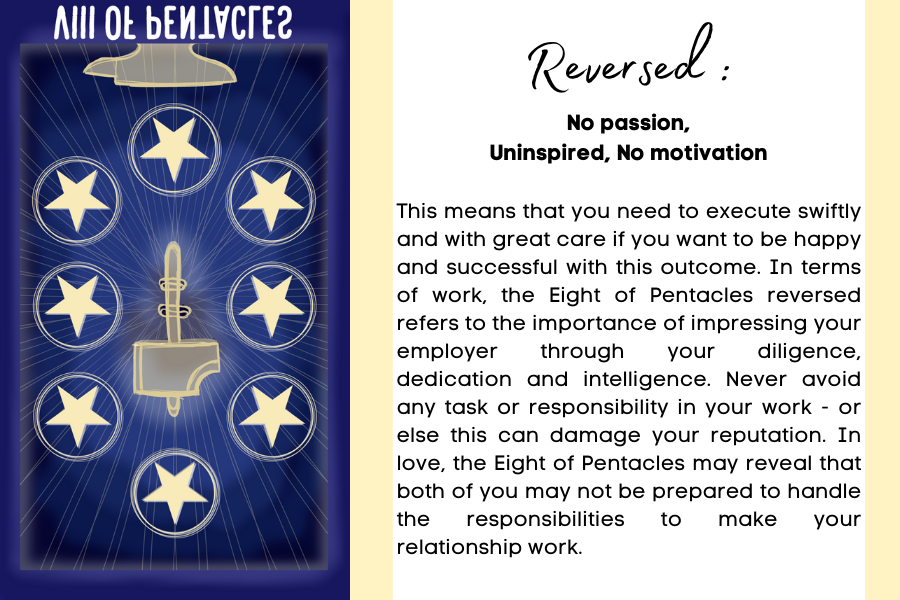 VIII OF PENTACLES
Reversed :
No passion,
Uninspired, No motivation
This means that you need to execute swiftly
and with great care if you want to be happy
and successful with this outcome. In terms
of work, the Eight of Pentacles reversed
refers to the importance of impressing your
employer through your diligence,
dedication and intelligence. Never avoid
any task or responsibility in your work - or
else this can damage your reputation. In
love, the Eight of Pentacles may reveal that
both of you may not be prepared to handle
the responsibilities to make your
relationship work.